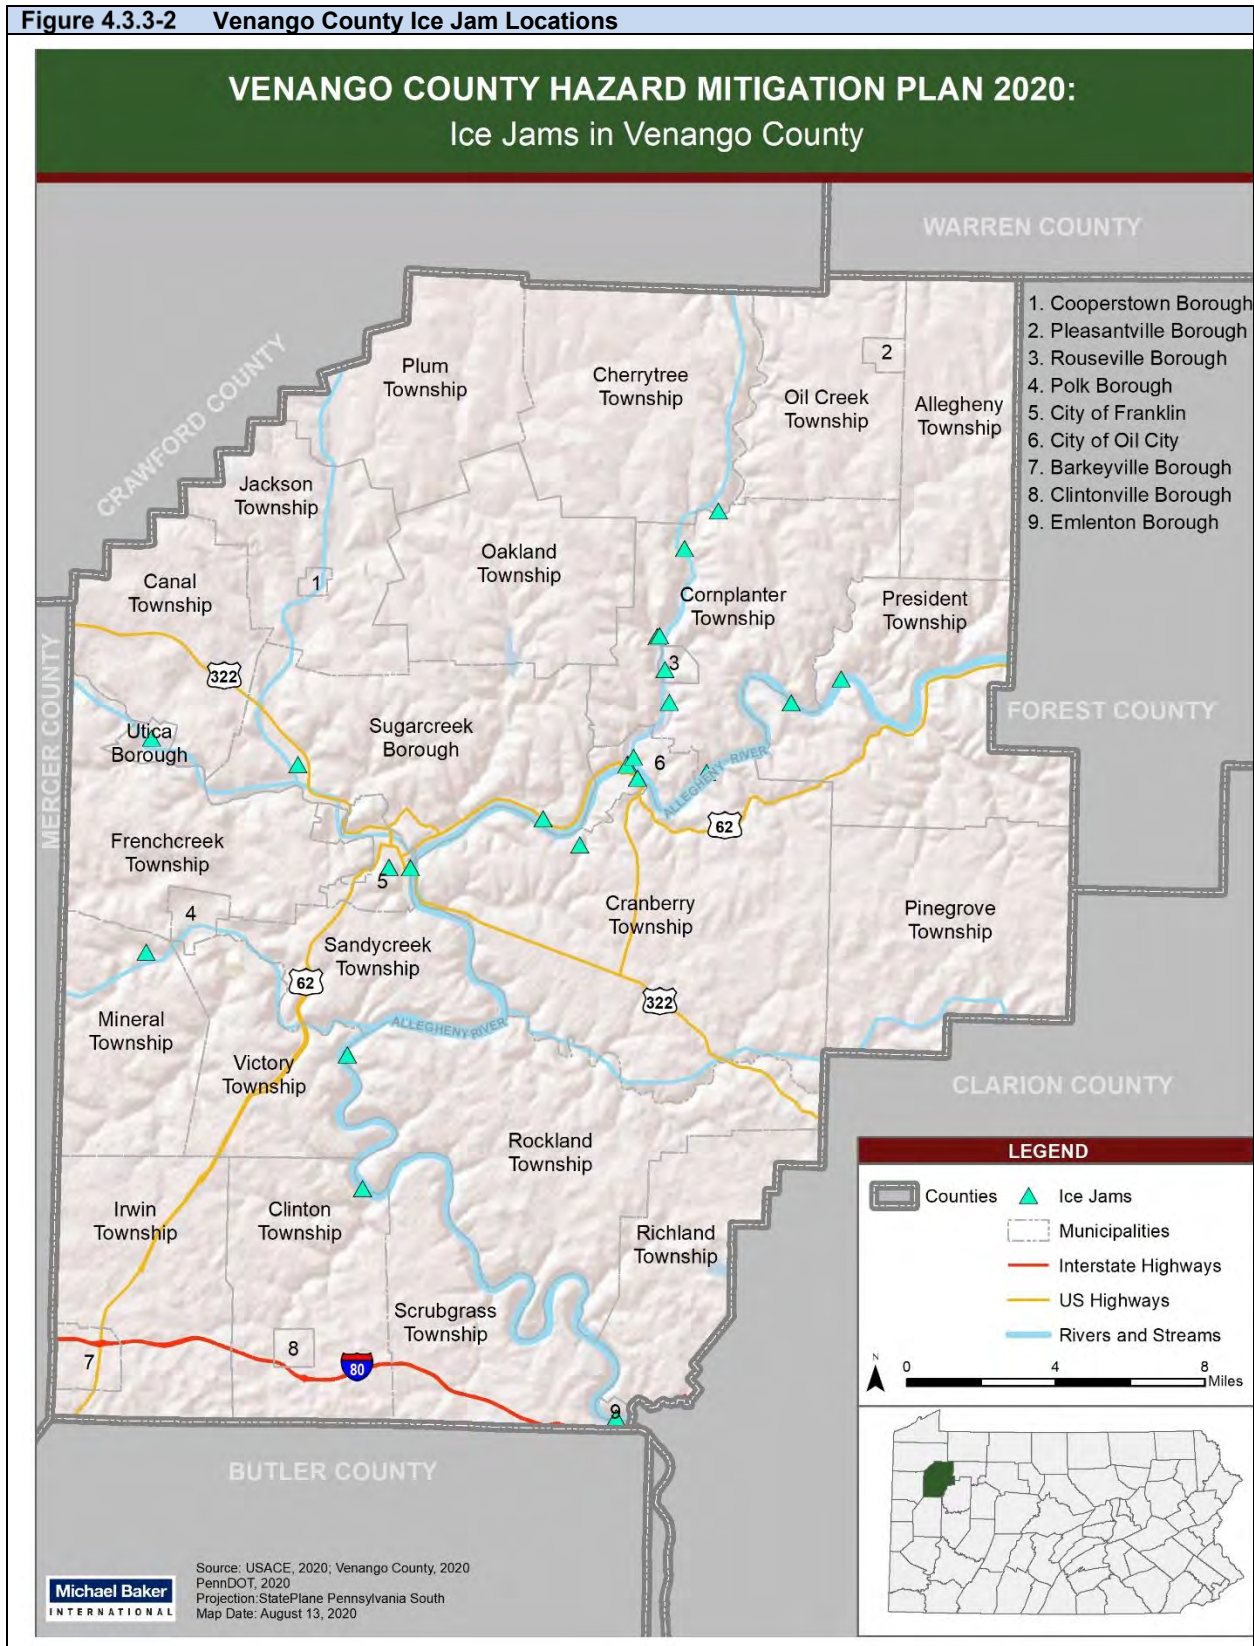 Figure 4.3.3-2 Venango County Ice Jam Locations
VENANGO COUNTY HAZARD MITIGATION PLAN 2020:
Ice Jams in Venango County
WARREN COUNTY
CRAWFORD COUNTY
MERCER COUNTY
FOREST COUNTY
CLARION COUNTY
BUTLER COUNTY
1. Cooperstown Borough
2. Pleasantville Borough
3. Rouseville Borough
4. Polk Borough
5. City of Franklin
6. City of Oil City
7. Barkeyville Borough
8. Clintonville Borough
9. Emlenton Borough
Plum
Township
Cherrytree
Township
2
Oil Creek
Township
Allegheny
Township
Jackson
Township
Oakland
Township
Canal
Township
1
Cornplanter
Township
President
Township
322
3
Utica
Borough
Sugarcreek
Borough
6
ALLEGHENY RIVER
62
Frenchcreek
Township
5
4
Cranberry
Township
Pinegrove
Township
Sandycreek
Township
62
322
Mineral
Township
ALLEGHENY RIVER
Victory
Township
Rockland
Township
Irwin
Township
Clinton
Township
Richland
Township
Scrubgrass
Township
7
8
80
9
LEGEND
Counties
Ice Jams
Municipalities
Interstate Highways
US Highways
Rivers and Streams
N
0 4 8
Miles
Michael Baker
INTERNATIONAL
Source: USACE, 2020; Venango County, 2020
PennDOT, 2020
Projection:StatePlane Pennsylvania South
Map Date: August 13, 2020